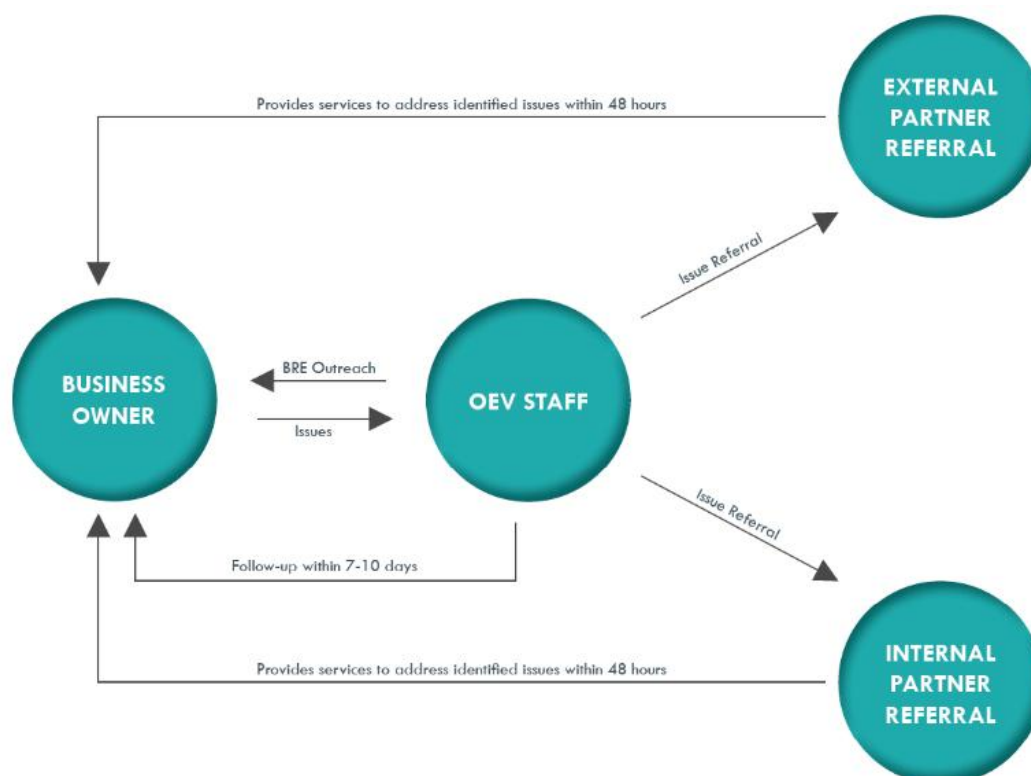 EXTERNAL
PARTNER
REFERRAL
Provides services to address identified issues within 48 hours
Issue Referral
BUSINESS
OWNER
BRE Outreach
Issues
OEV STAFF
Issue Referral
Follow-up within 7-10 days
Provides services to address identified issues within 48 hours
INTERNAL
PARTNER
REFERRAL